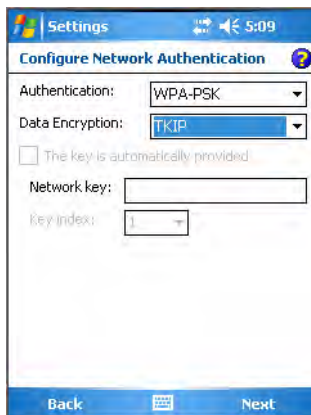 Settings 5:09
Configure Network Authentication ?
Authentication: WPA-PSK
Data Encryption: TKIP
The key is automatically provided
Network key:
Key index: 1
Back Next